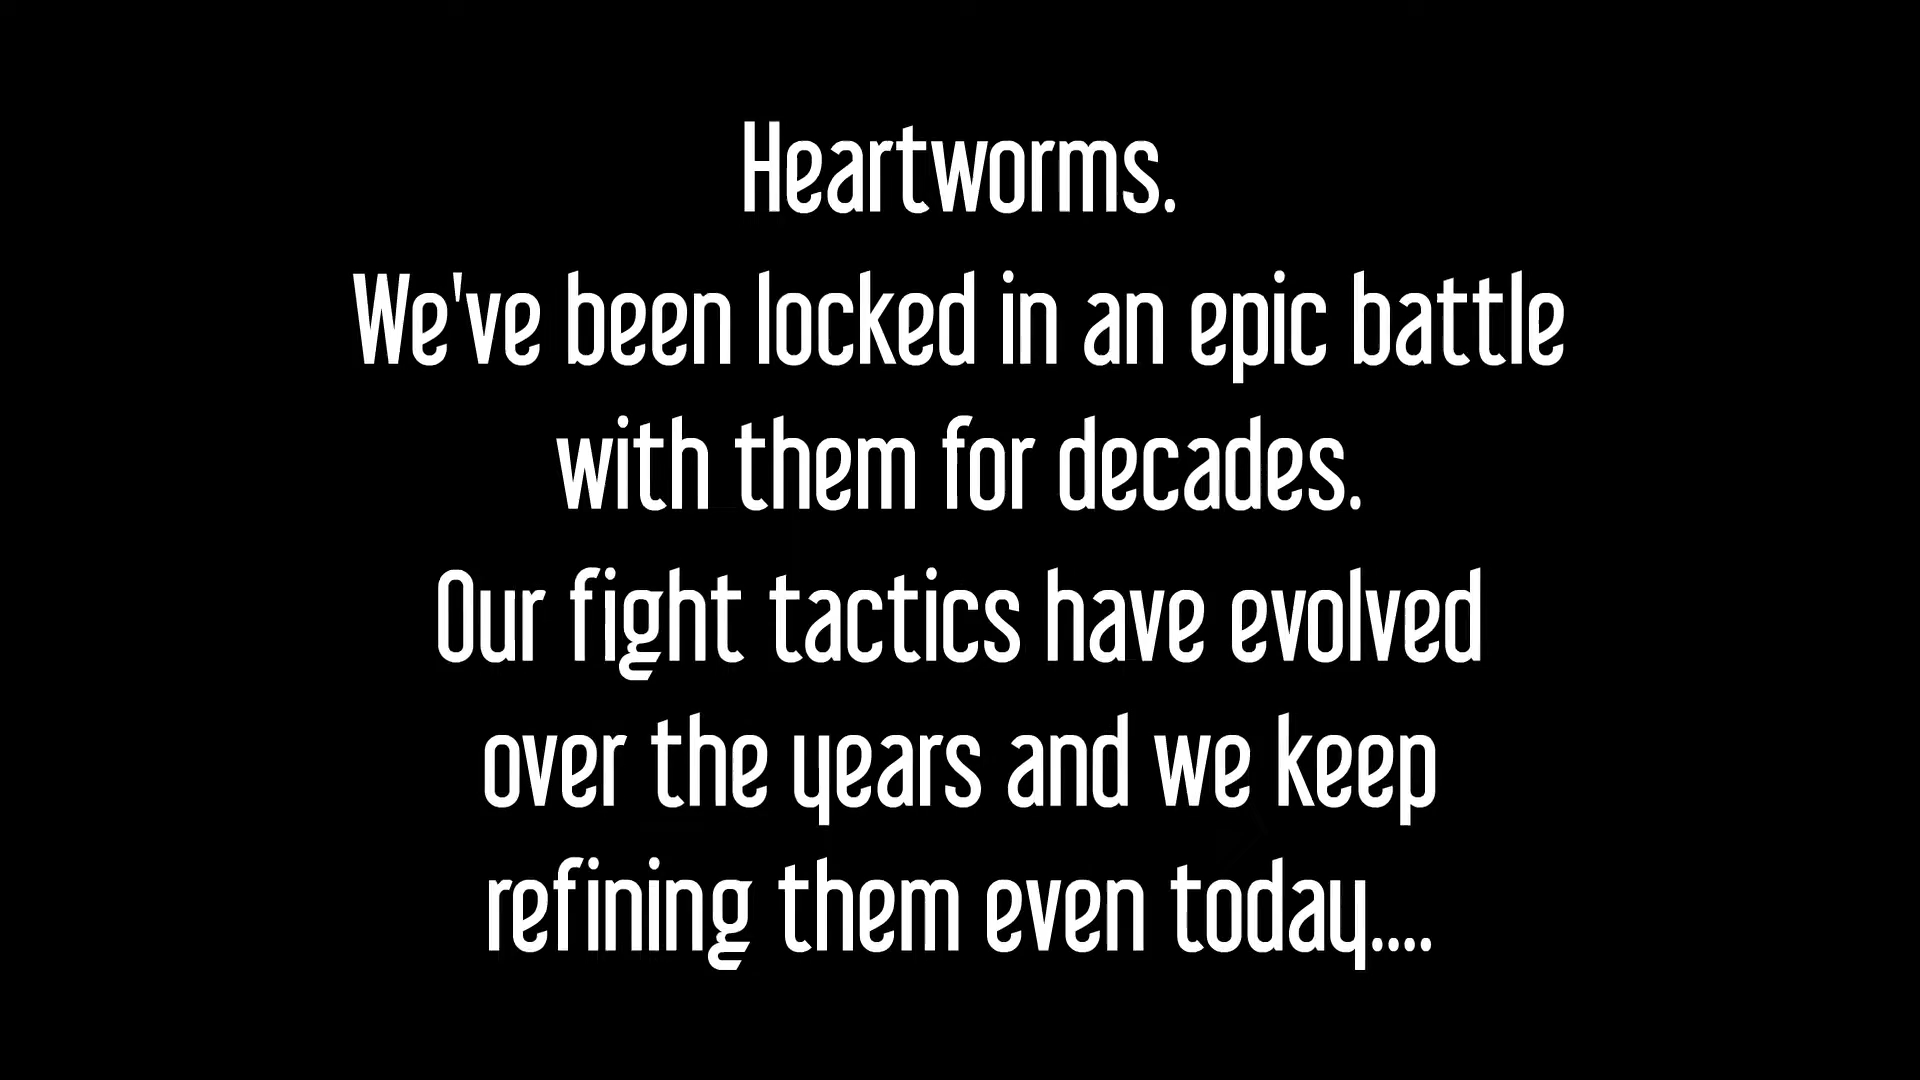 Heartworms.
We've been locked in an epic battle
with them for decades.
Our fight tactics have evolved
over the years and we keep
refining them even today....